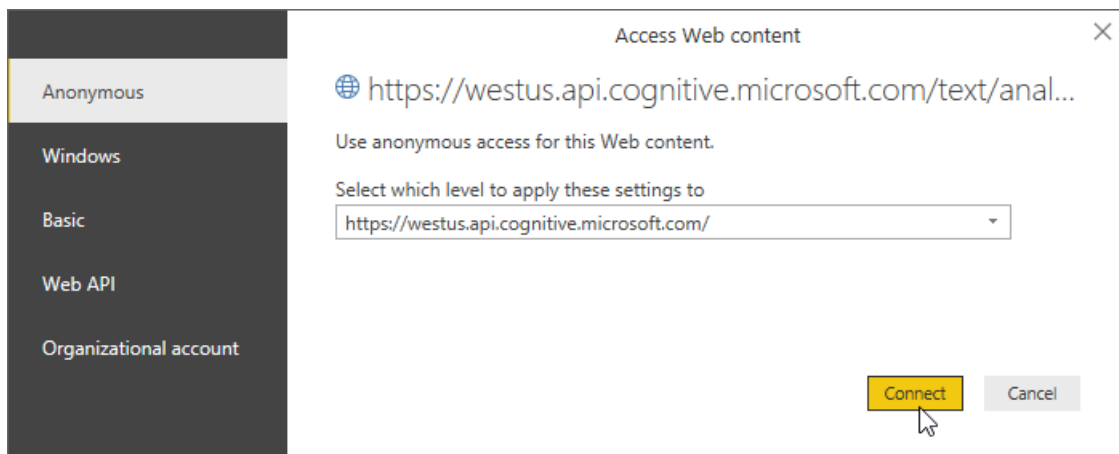 Access Web content
Anonymous
Windows
Basic
Web API
Organizational account
https://westus.api.cognitive.microsoft.com/text/anal...
Use anonymous access for this Web content.
Select which level to apply these settings to
https://westus.api.cognitive.microsoft.com/
Connect
Cancel